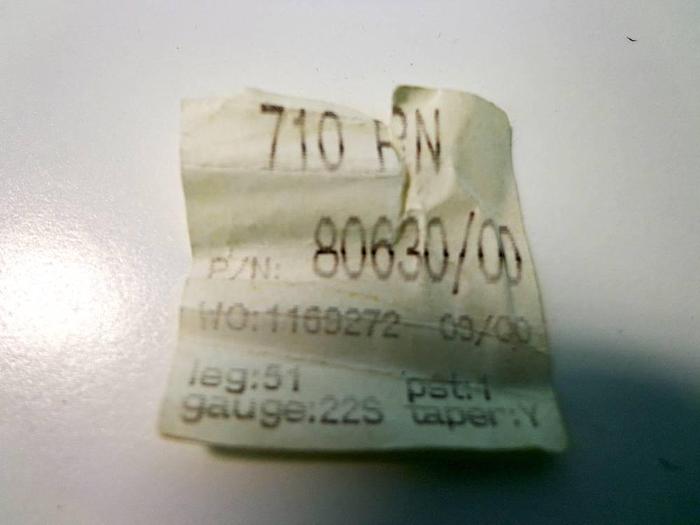 710 RN
P/N: 80630/00
WO:1169272 09/00
leg:51 pst:1
gauge:22S taper:Y